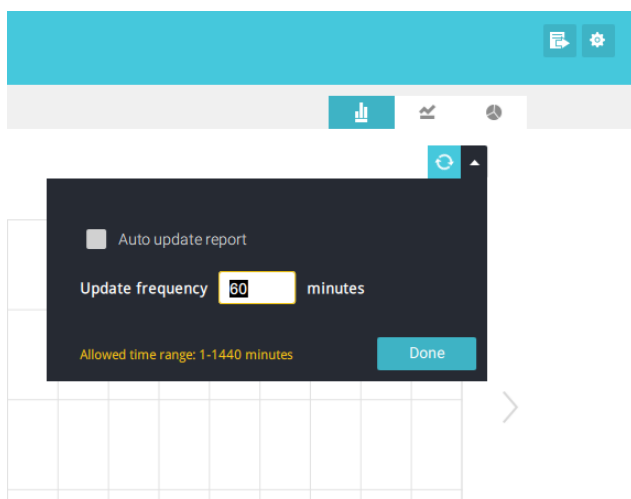 Auto update report
Update frequency 60 minutes
Allowed time range: 1-1440 minutes Done